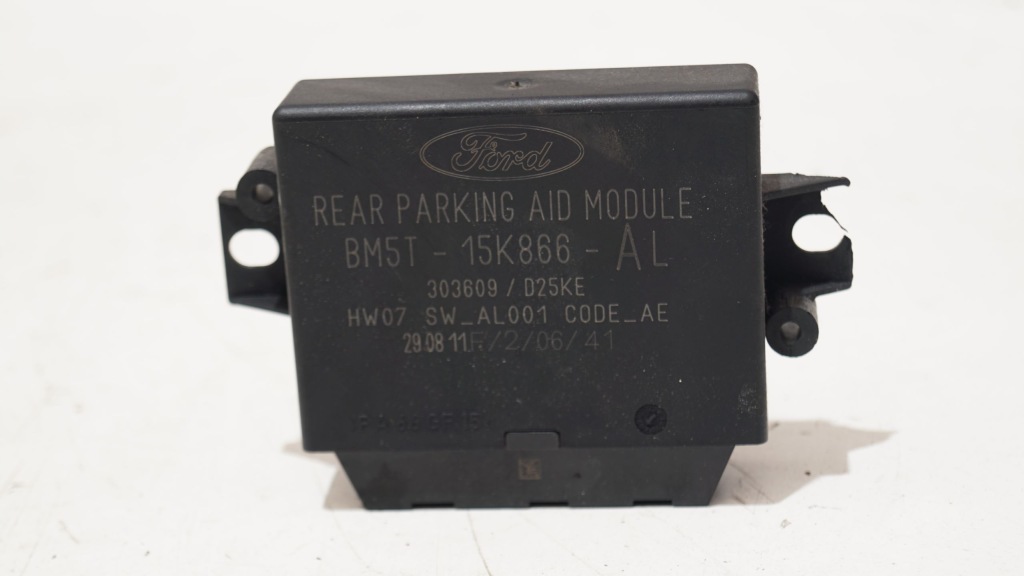 Ford
REAR PARKING AID MODULE
BM5T - 15K866 - AL
303609 / D25KE
HW07 SW_AL001 CODE_AE
29 08 11 F/2/06/41